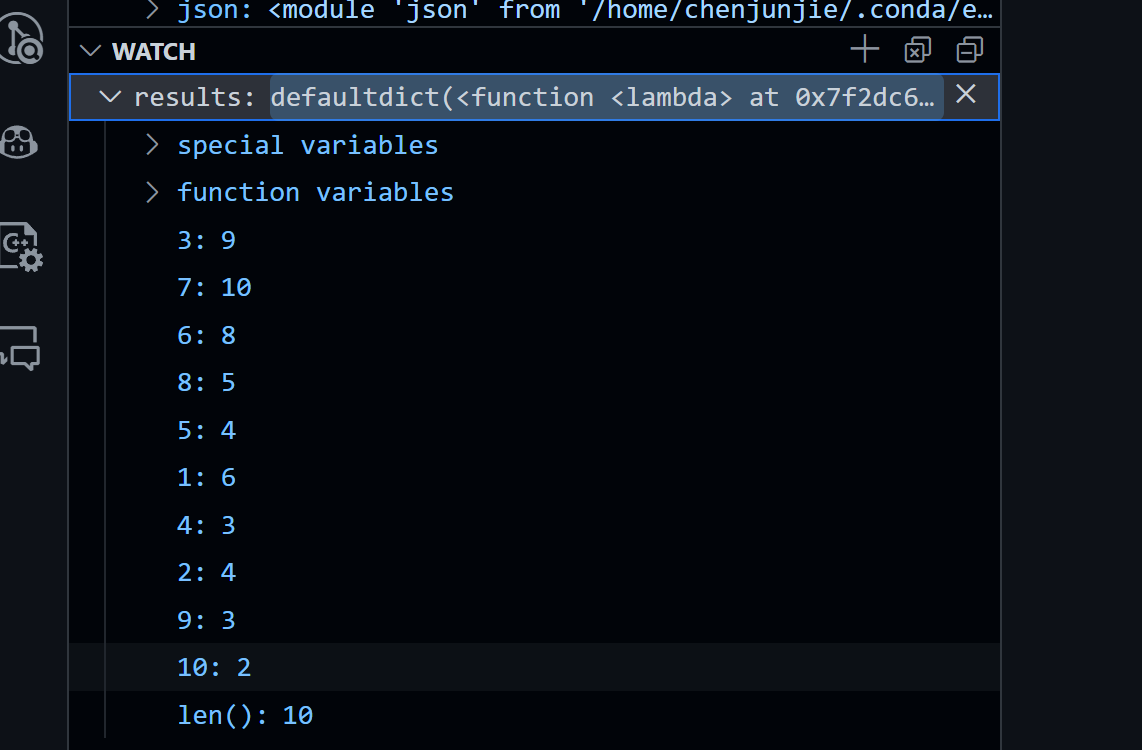 json: <module 'json' from '/home/chenjunjie/.conda/e…
WATCH
results: defaultdict(<function <lambda> at 0x7f2dc6…
special variables
function variables
3: 9
7: 10
6: 8
8: 5
C++
5: 4
1: 6
4: 3
2: 4
9: 3
10: 2
len(): 10